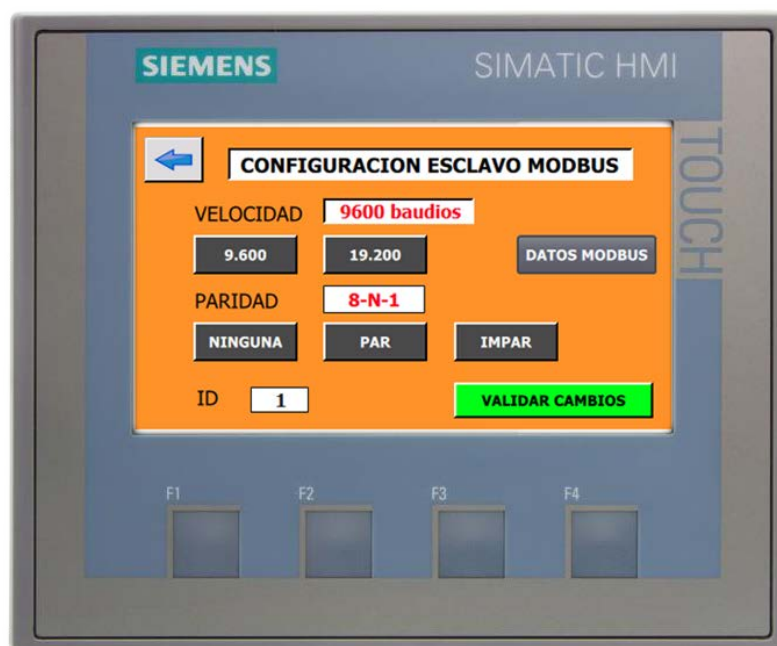 SIEMENS
SIMATIC HMI
TOUCH
CONFIGURACION ESCLAVO MODBUS
VELOCIDAD 9600 baudios
9.600 19.200 DATOS MODBUS
PARIDAD 8-N-1
NINGUNA PAR IMPAR
ID 1 VALIDAR CAMBIOS
F1 F2 F3 F4